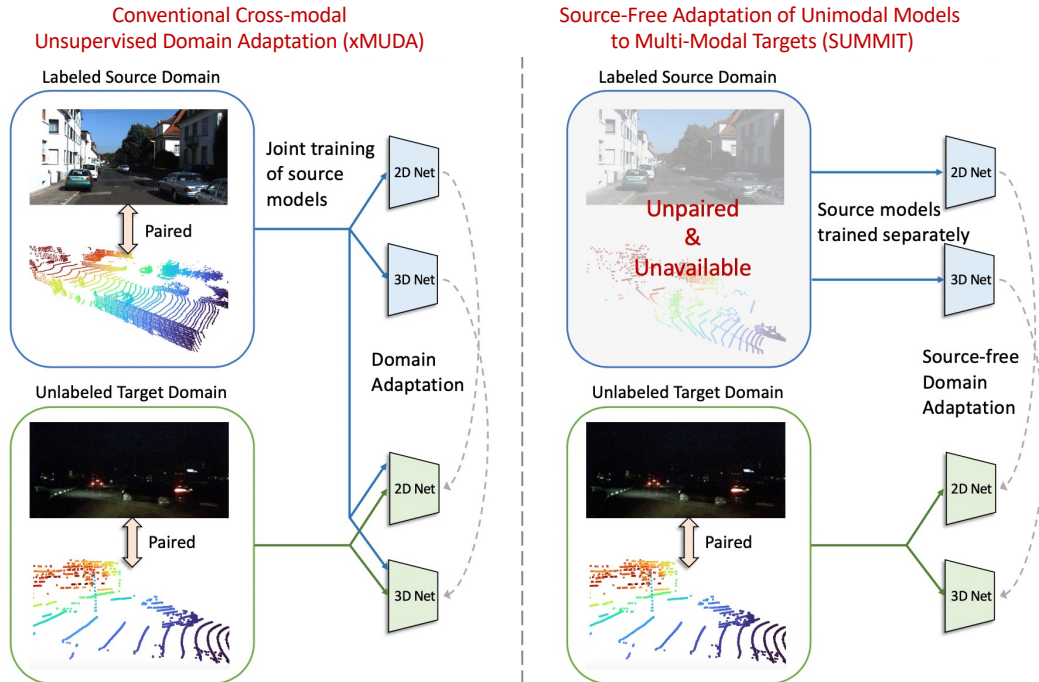 Conventional Cross-modal
Unsupervised Domain Adaptation (xMUDA)
Labeled Source Domain
Paired
Joint training
of source
models
2D Net
3D Net
Domain
Adaptation
Unlabeled Target Domain
Paired
2D Net
3D Net
Source-Free Adaptation of Unimodal Models
to Multi-Modal Targets (SUMMIT)
Labeled Source Domain
Unpaired
&
Unavailable
Source models
trained separately
2D Net
3D Net
Source-free
Domain
Adaptation
Unlabeled Target Domain
Paired
2D Net
3D Net